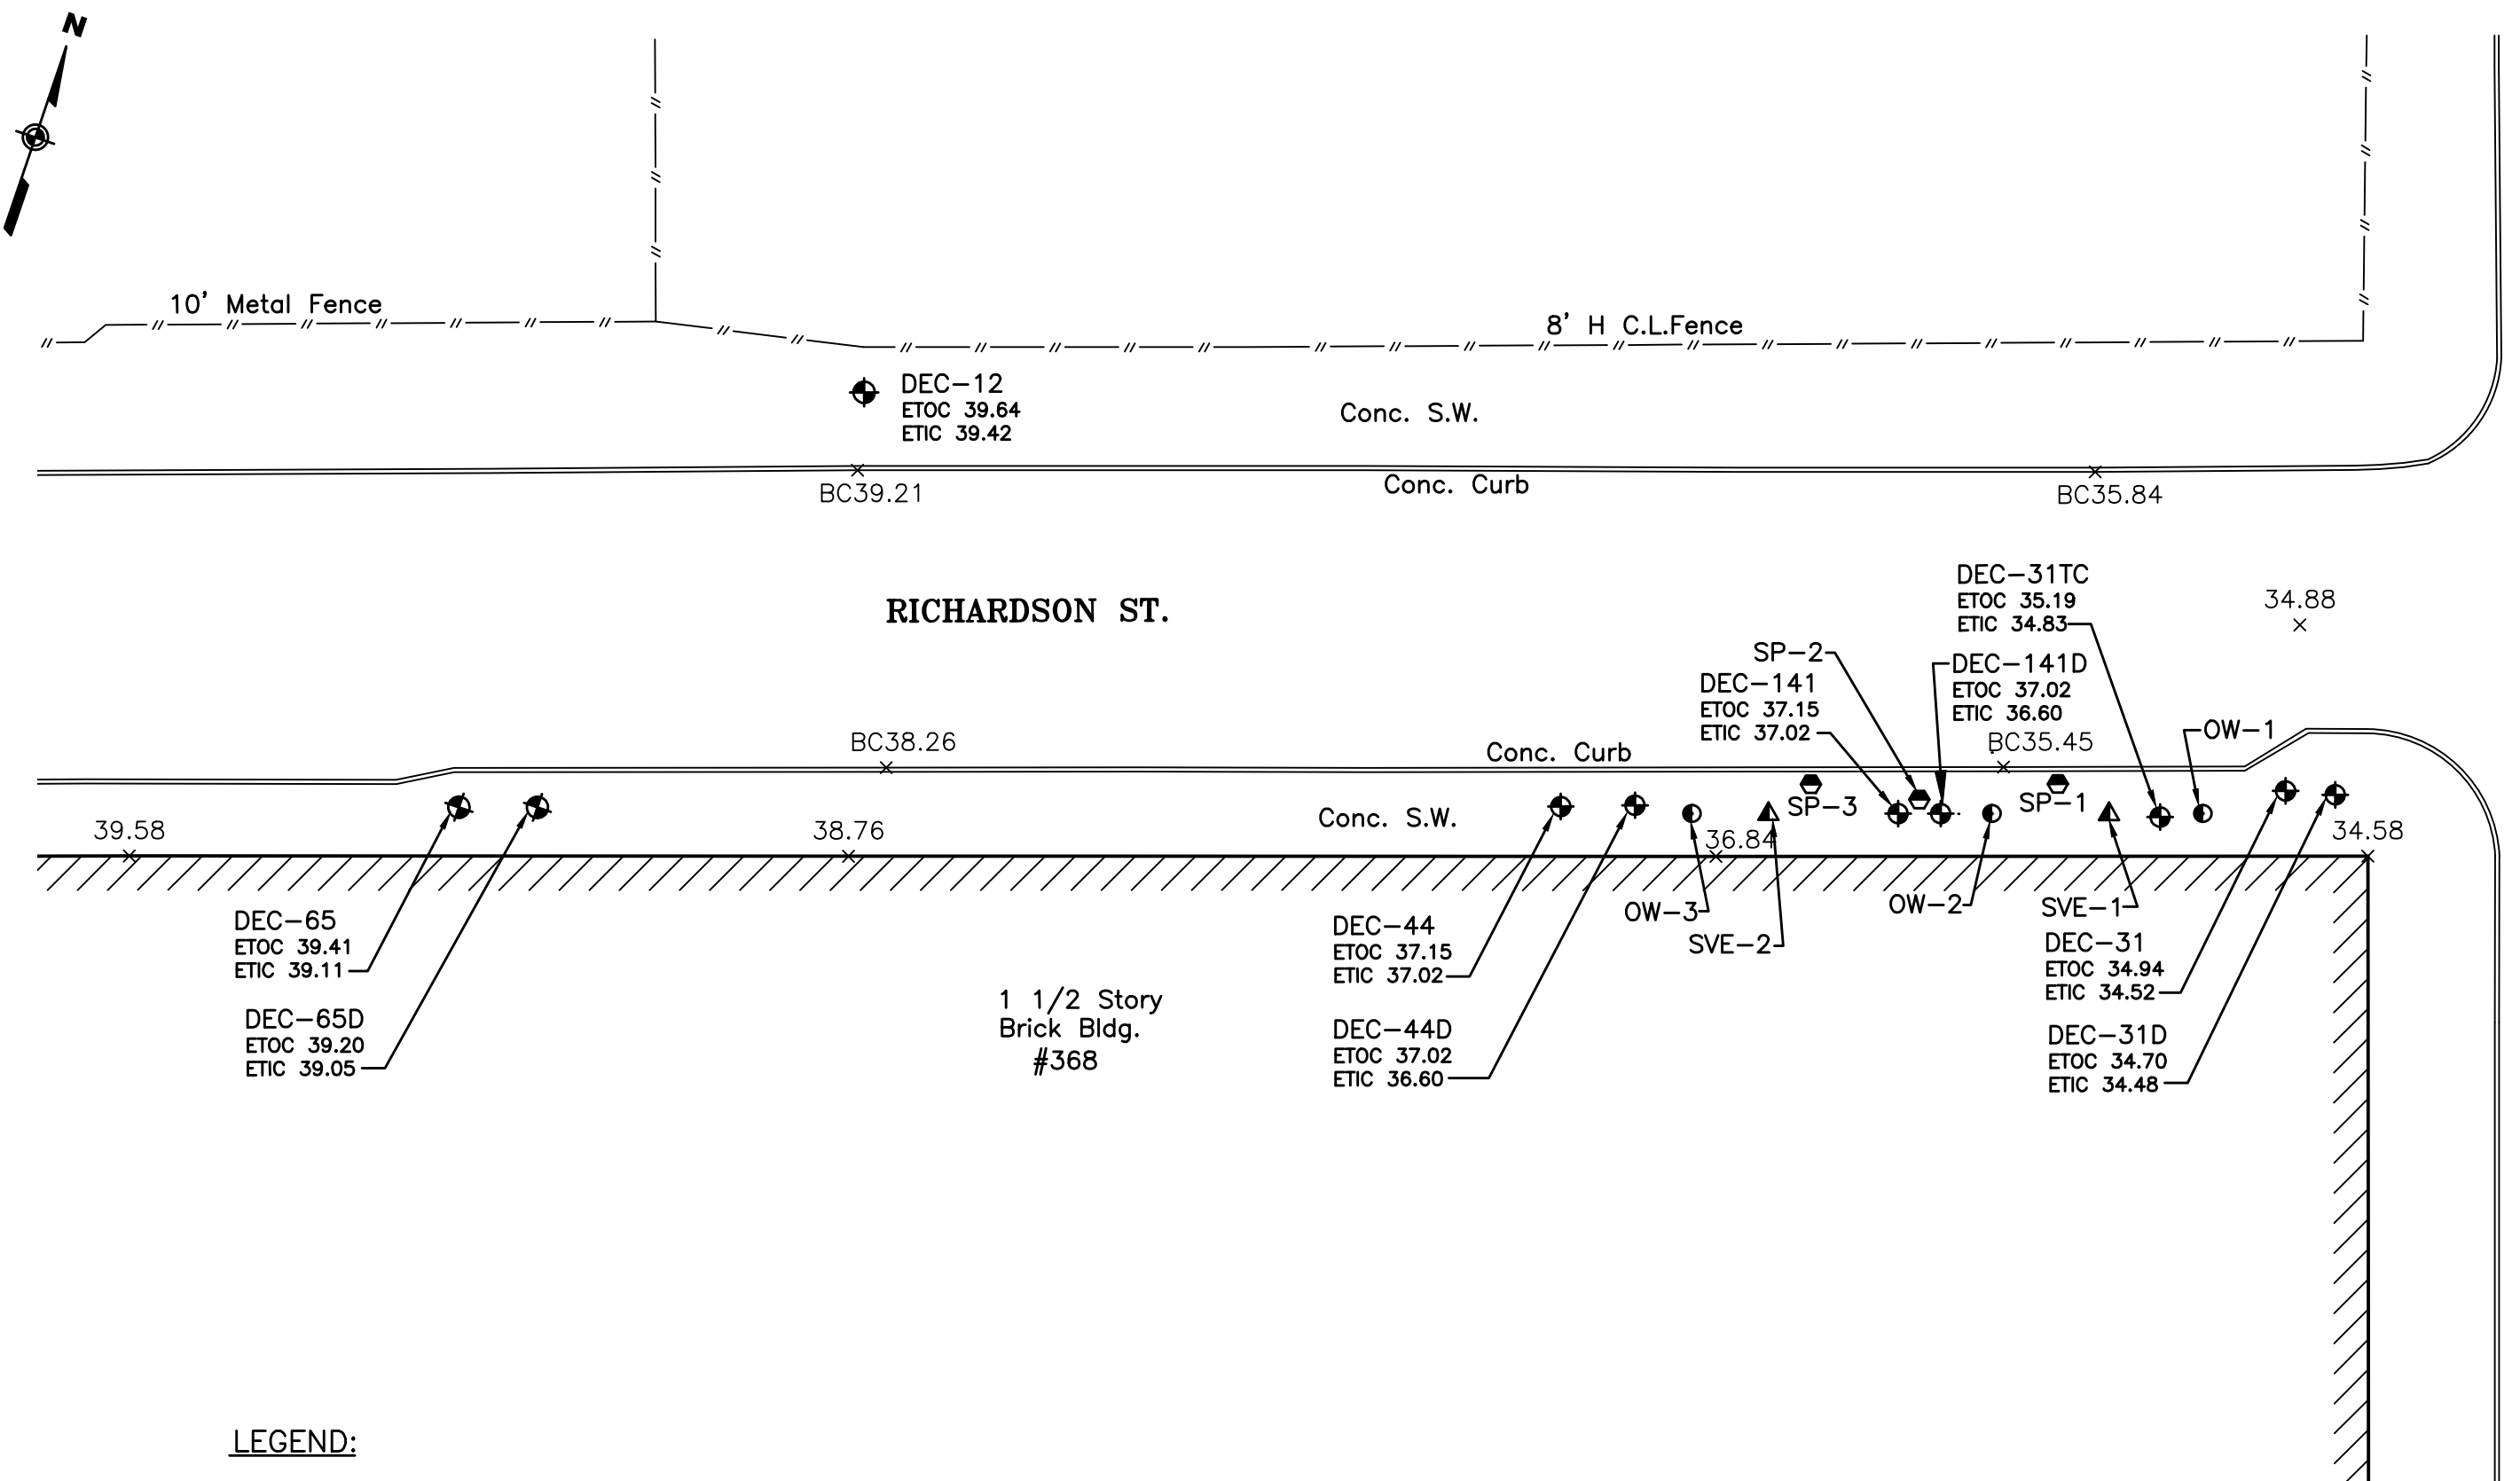 N
10' Metal Fence
8' H C.L.Fence
DEC-12
ETOC 39.64
ETIC 39.42
Conc. S.W.
BC39.21
Conc. Curb
BC35.84
RICHARDSON ST.
DEC-31TC
ETOC 35.19
ETIC 34.83
34.88
SP-2
DEC-141
ETOC 37.15
ETIC 37.02
DEC-141D
ETOC 37.02
ETIC 36.60
BC38.26
Conc. Curb
BC35.45
OW-1
39.58
38.76
Conc. S.W.
SP-3
SP-1
36.84
34.58
DEC-65
ETOC 39.41
ETIC 39.11
DEC-65D
ETOC 39.20
ETIC 39.05
1 1/2 Story
Brick Bldg.
#368
DEC-44
ETOC 37.15
ETIC 37.02
DEC-44D
ETOC 37.02
ETIC 36.60
OW-3
SVE-2
OW-2
SVE-1
DEC-31
ETOC 34.94
ETIC 34.52
DEC-31D
ETOC 34.70
ETIC 34.48
LEGEND: